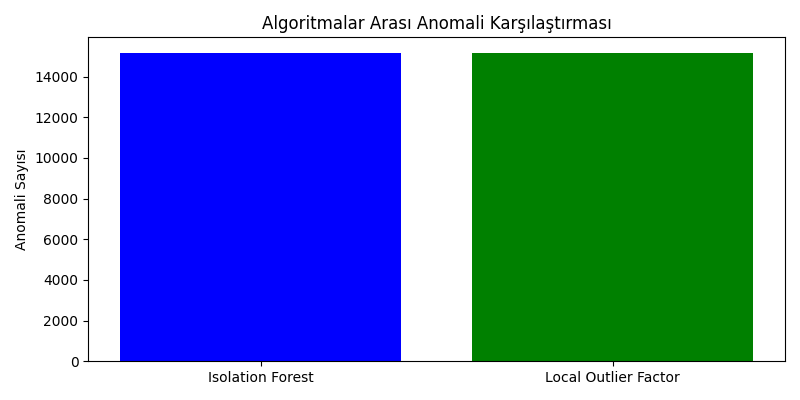 Algoritmalar Arası Anomali Karşılaştırması
Anomali Sayısı
14000
12000
10000
8000
6000
4000
2000
0
Isolation Forest
Local Outlier Factor